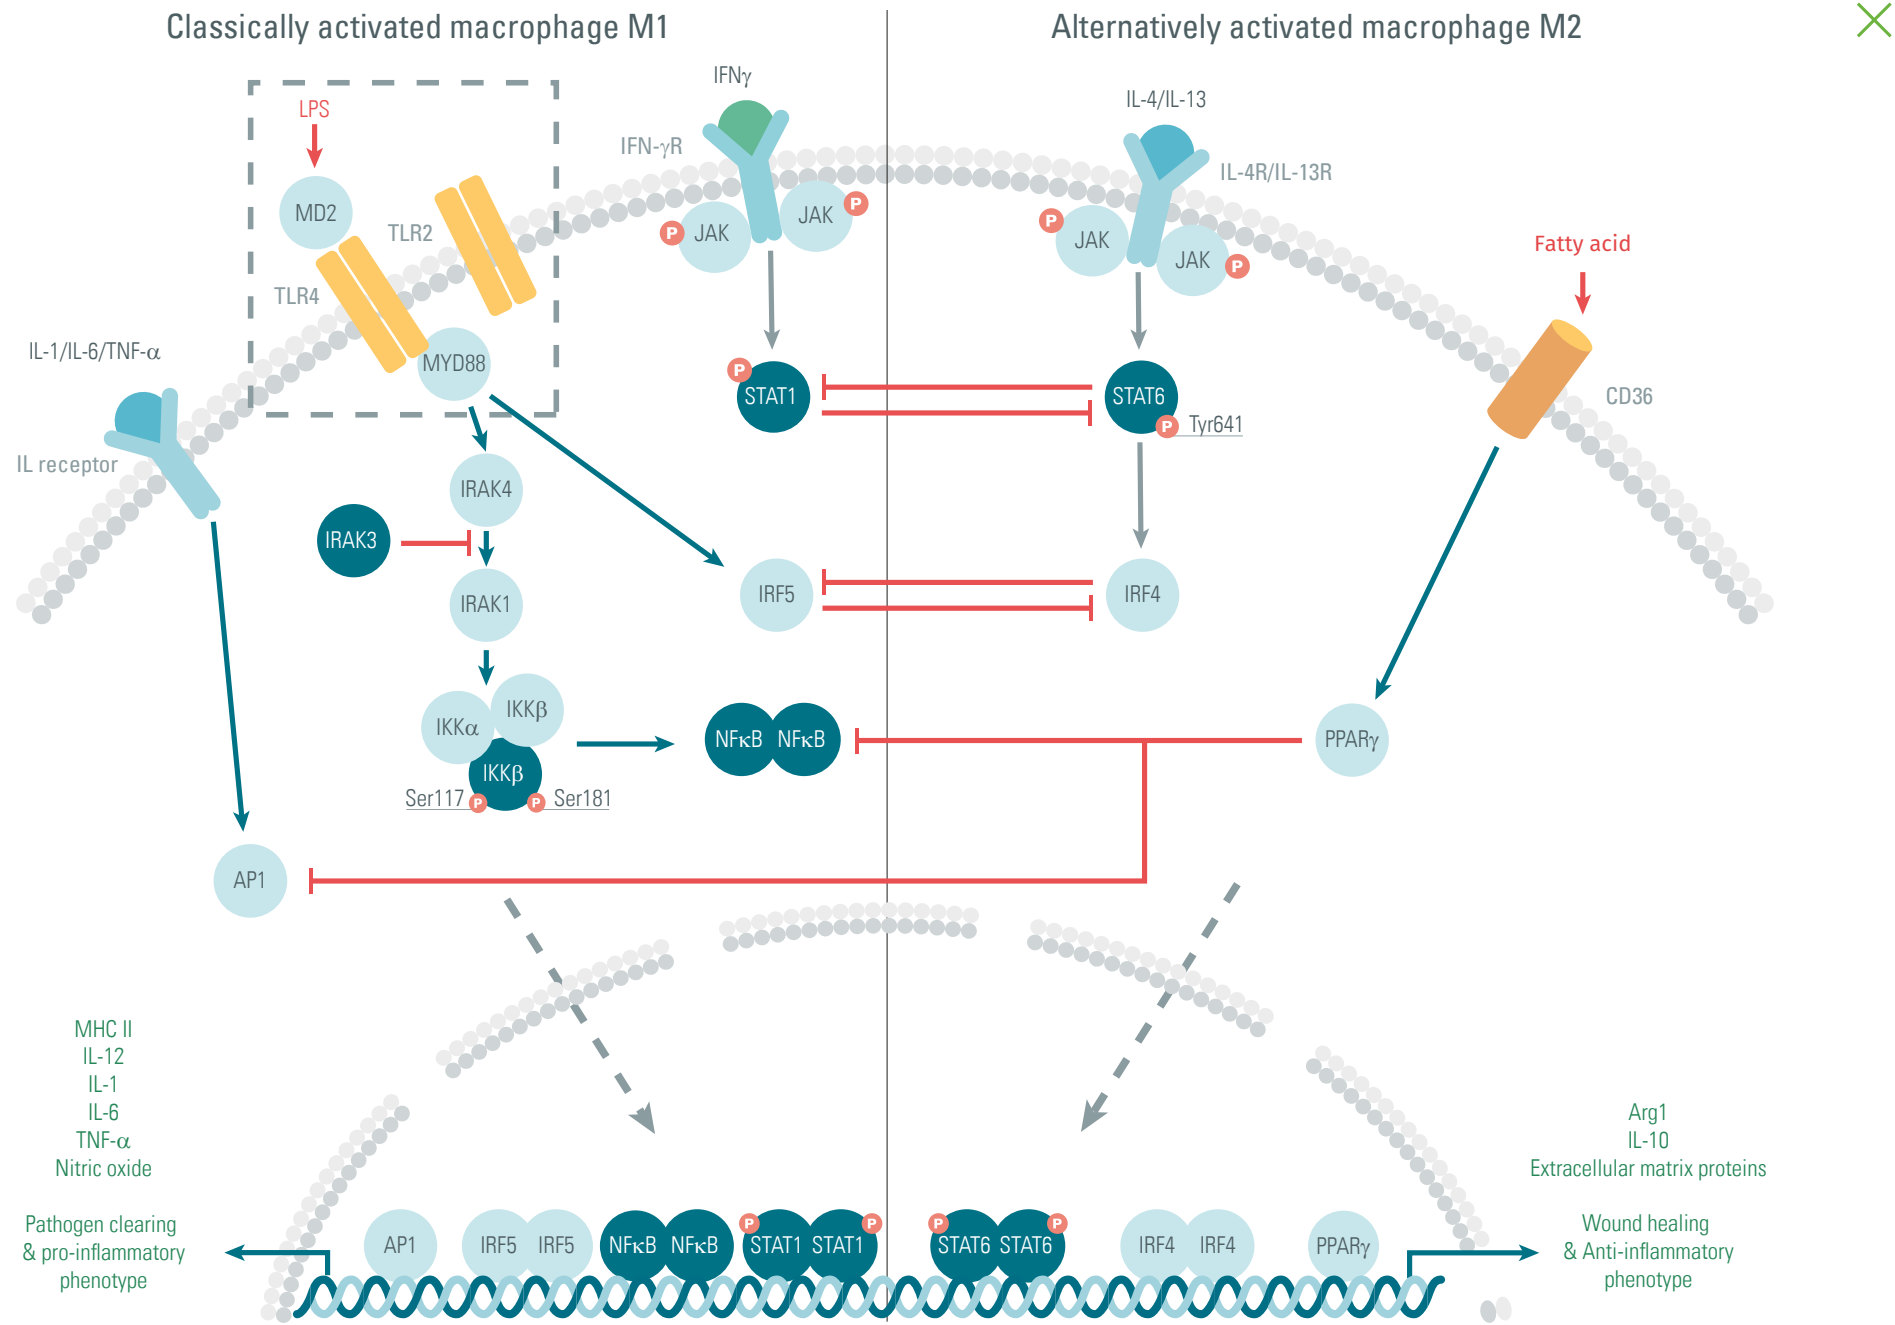 Classically activated macrophage M1
Alternatively activated macrophage M2
LPS
MD2
TLR2
TLR4
MYD88
IFNγ
IFN-γR
JAK
P
JAK
P
IL-4/IL-13
IL-4R/IL-13R
P
JAK
JAK
P
Fatty acid
CD36
IL-1/IL-6/TNF-α
IL receptor
P
STAT1
STAT6
P
Tyr641
IRAK4
IRAK3
IRAK1
IRF5
IRF4
IKKα
IKKβ
IKKβ
Ser117
P
P
Ser181
NFκB
NFκB
PPARγ
AP1
MHC II
IL-12
IL-1
IL-6
TNF-α
Nitric oxide
Pathogen clearing
& pro-inflammatory
phenotype
Arg1
IL-10
Extracellular matrix proteins
Wound healing
& Anti-inflammatory
phenotype
AP1
IRF5
IRF5
NFκB
NFκB
P
STAT1
STAT1
P
P
STAT6
STAT6
P
IRF4
IRF4
PPARγ